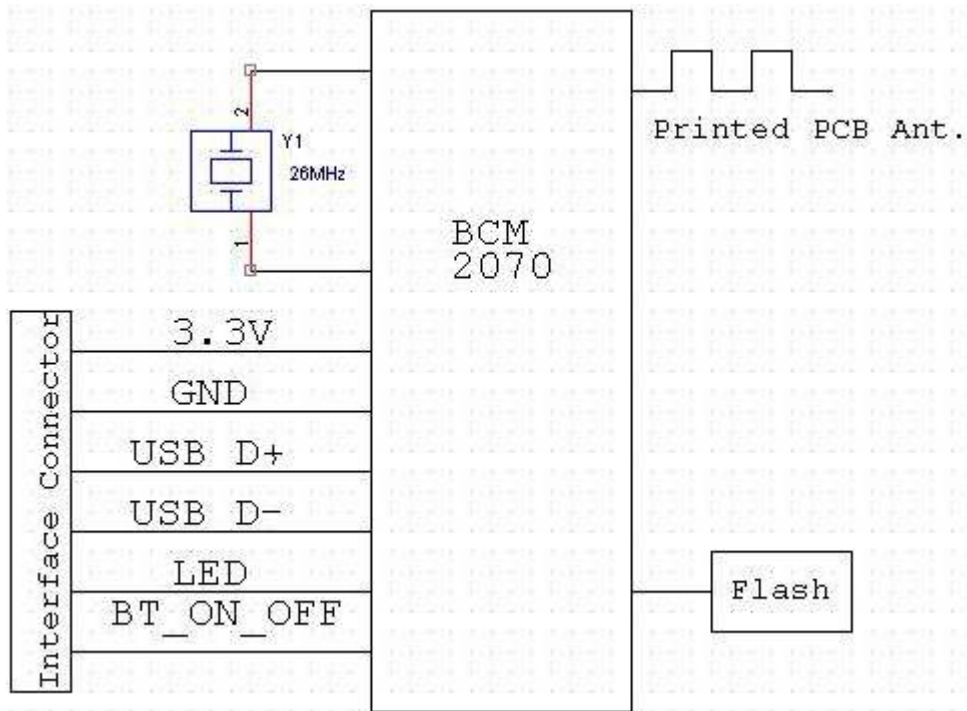 2
Y1
26MHz
1
BCM
2070
Printed PCB Ant.
Interface Connector
3.3V
GND
USB D+
USB D-
LED
BT_ON_OFF
Flash